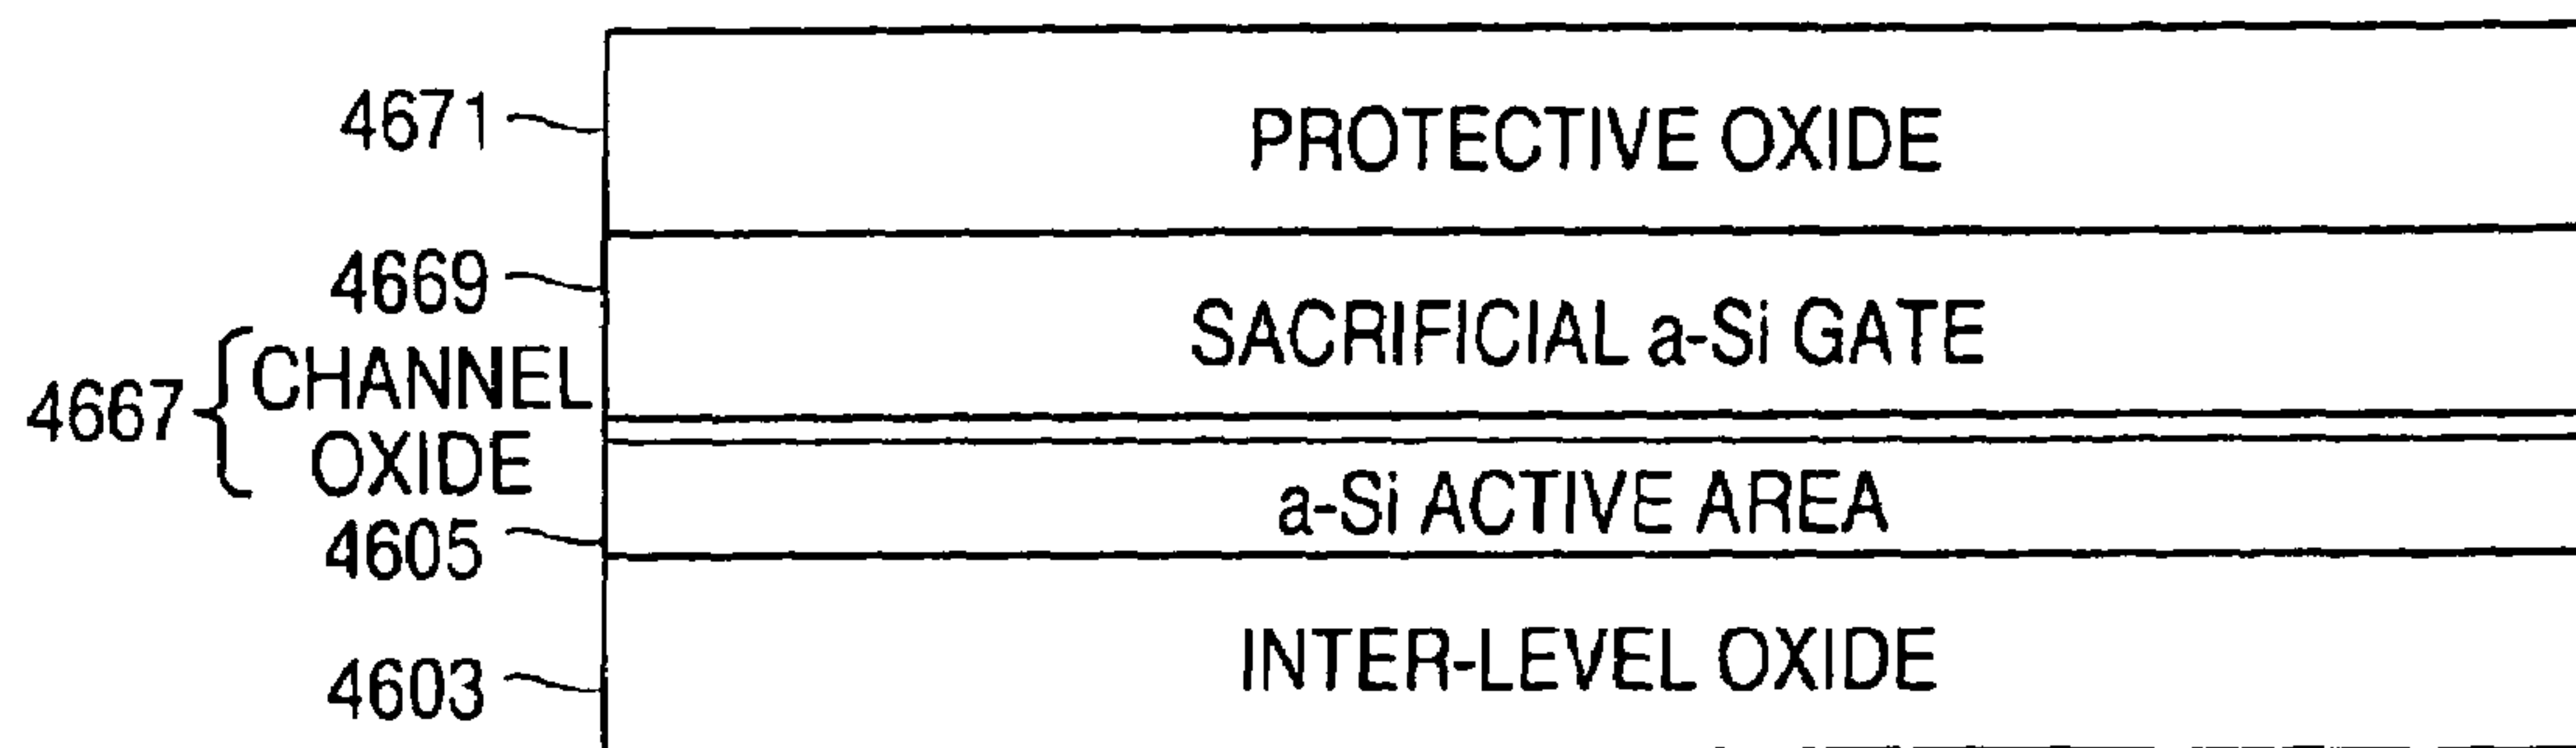 4671 PROTECTIVE OXIDE
4669 SACRIFICIAL a-Si GATE
4667 { CHANNEL
OXIDE
4605 a-Si ACTIVE AREA
4603 INTER-LEVEL OXIDE